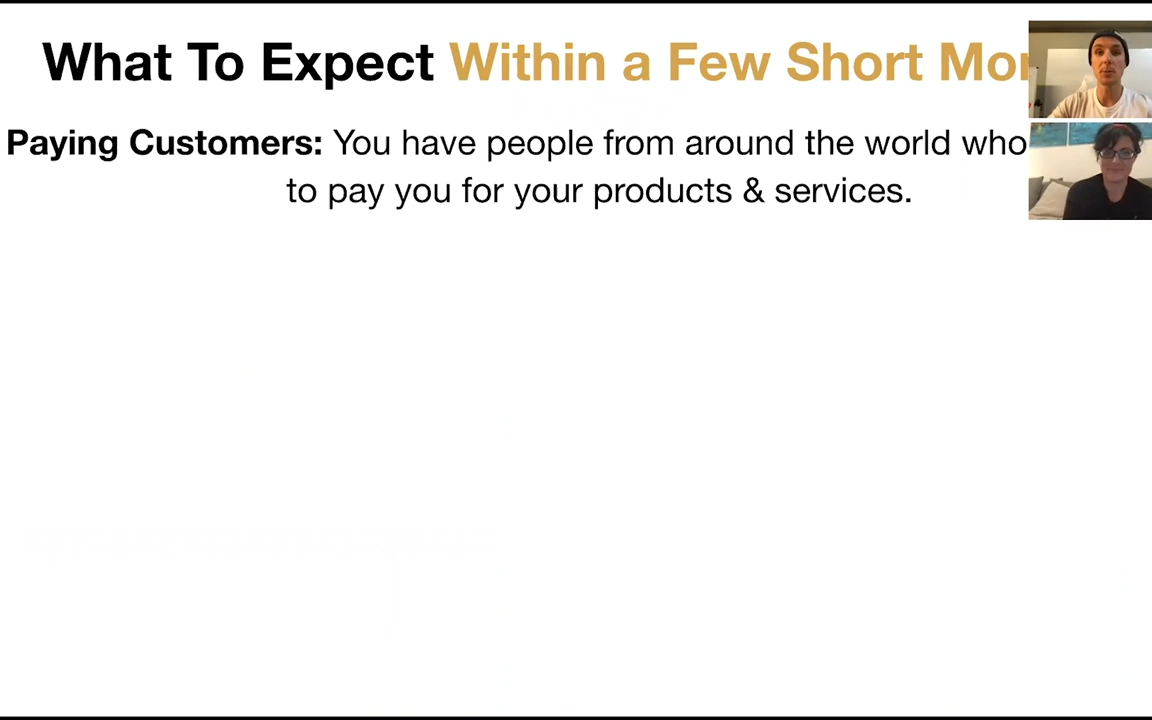 What To Expect Within a Few Short
Paying Customers: You have people from around the world who
to pay you for your products & services.